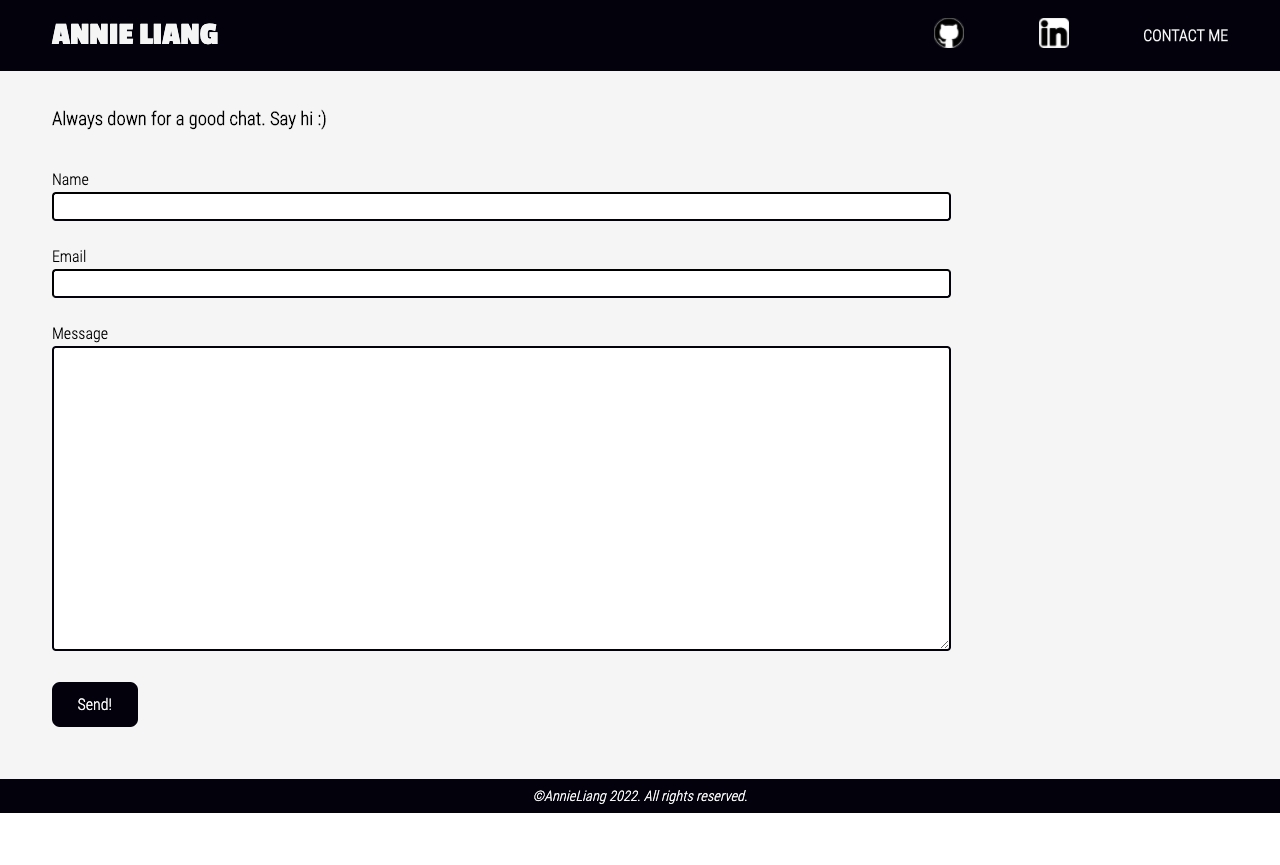 ANNIE LIANG
in
CONTACT ME
Always down for a good chat. Say hi :)
Name
Email
Message
Send!
©AnnieLiang 2022. All rights reserved.